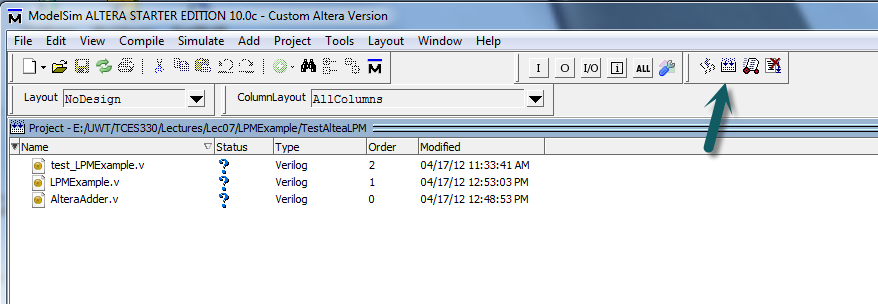 ModelSim ALTERA STARTER EDITION 10.0c - Custom Altera Version
File Edit View Compile Simulate Add Project Tools Layout Window Help
I O I/O i ALL
Layout NoDesign ColumnLayout AllColumns
Project - E:/UWT/TCES330/Lectures/Lec07/LPMExample/TestAlteaLPM
Name Status Type Order Modified
test_LPMExample.v ? Verilog 2 04/17/12 11:33:41 AM
LPMExample.v ? Verilog 1 04/17/12 12:53:03 PM
AlteraAdder.v ? Verilog 0 04/17/12 12:48:53 PM